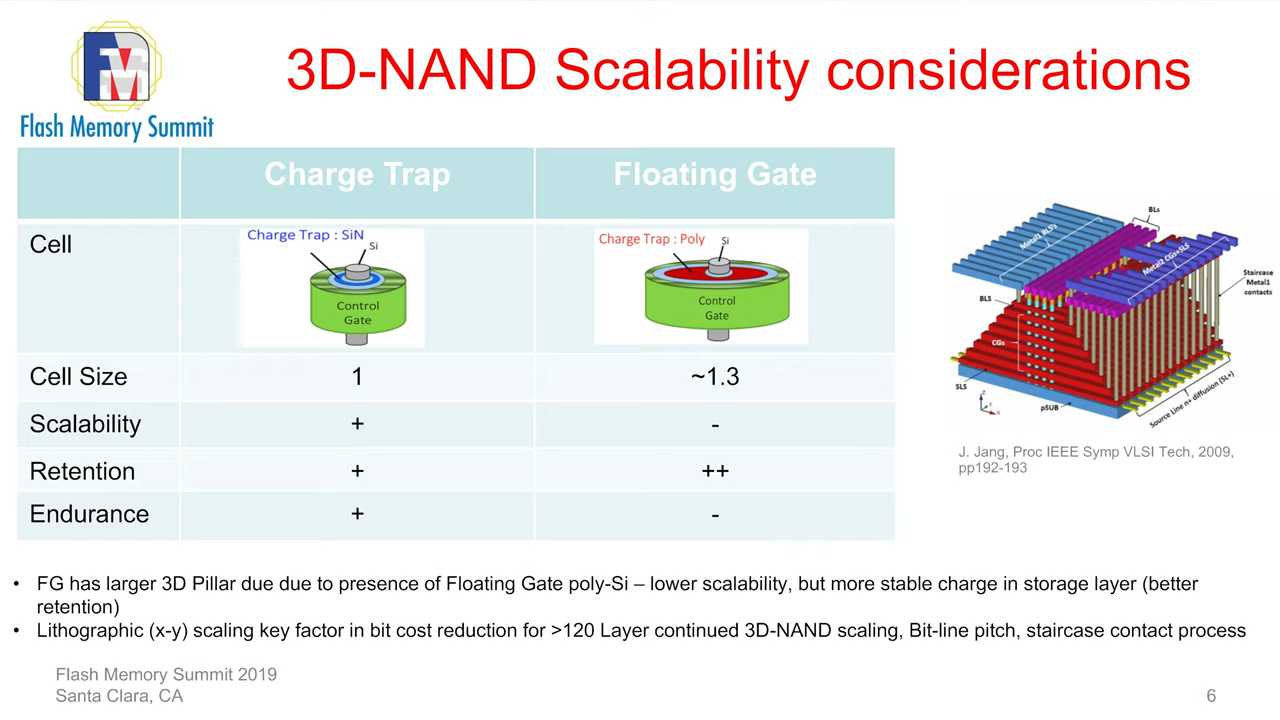 3D-NAND Scalability considerations
Flash Memory Summit
Charge Trap
Floating Gate
Cell
Charge Trap : SiN
Si
Control
Gate
Charge Trap : Poly
Si
Control
Gate
Cell Size
1
~1.3
Scalability
+
-
Retention
+
++
Endurance
+
-
BLs
Metal1 BLS's
Metal2 CGs+SLS
Staircase
Metal1
contacts
BLS
CGs
SLS
pSUB
Source Line n+ diffusion (SL+)
Z
Y
X
J. Jang, Proc IEEE Symp VLSI Tech, 2009,
pp192-193
• FG has larger 3D Pillar due due to presence of Floating Gate poly-Si – lower scalability, but more stable charge in storage layer (better
retention)
• Lithographic (x-y) scaling key factor in bit cost reduction for >120 Layer continued 3D-NAND scaling, Bit-line pitch, staircase contact process
Flash Memory Summit 2019
Santa Clara, CA
6